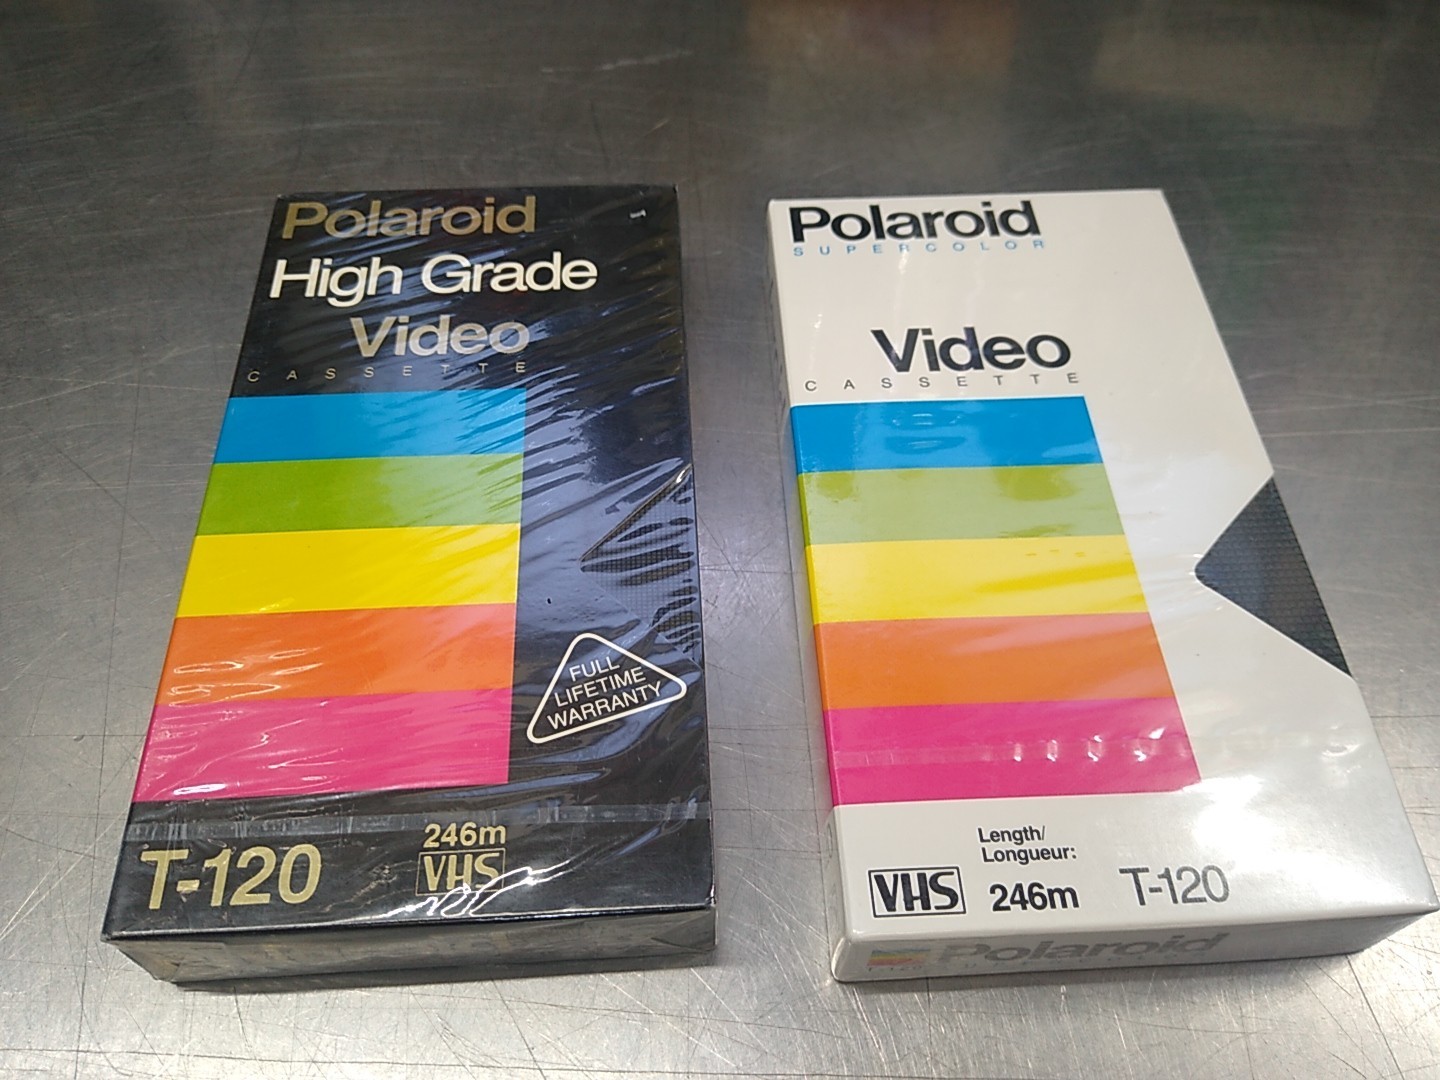 Polaroid
High Grade
Video
CASSETTE
FULL
LIFETIME
WARRANTY
T-120
246m
VHS
Polaroid
SUPERCOLOR
Video
CASSETTE
Length/
Longueur:
VHS
246m
T-120
Polaroid
T-120